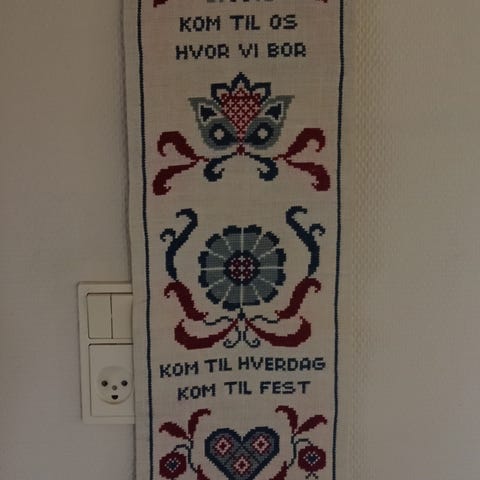 KOM TIL OS
HVOR VI BOR
KOM TIL HVERDAG
KOM TIL FEST